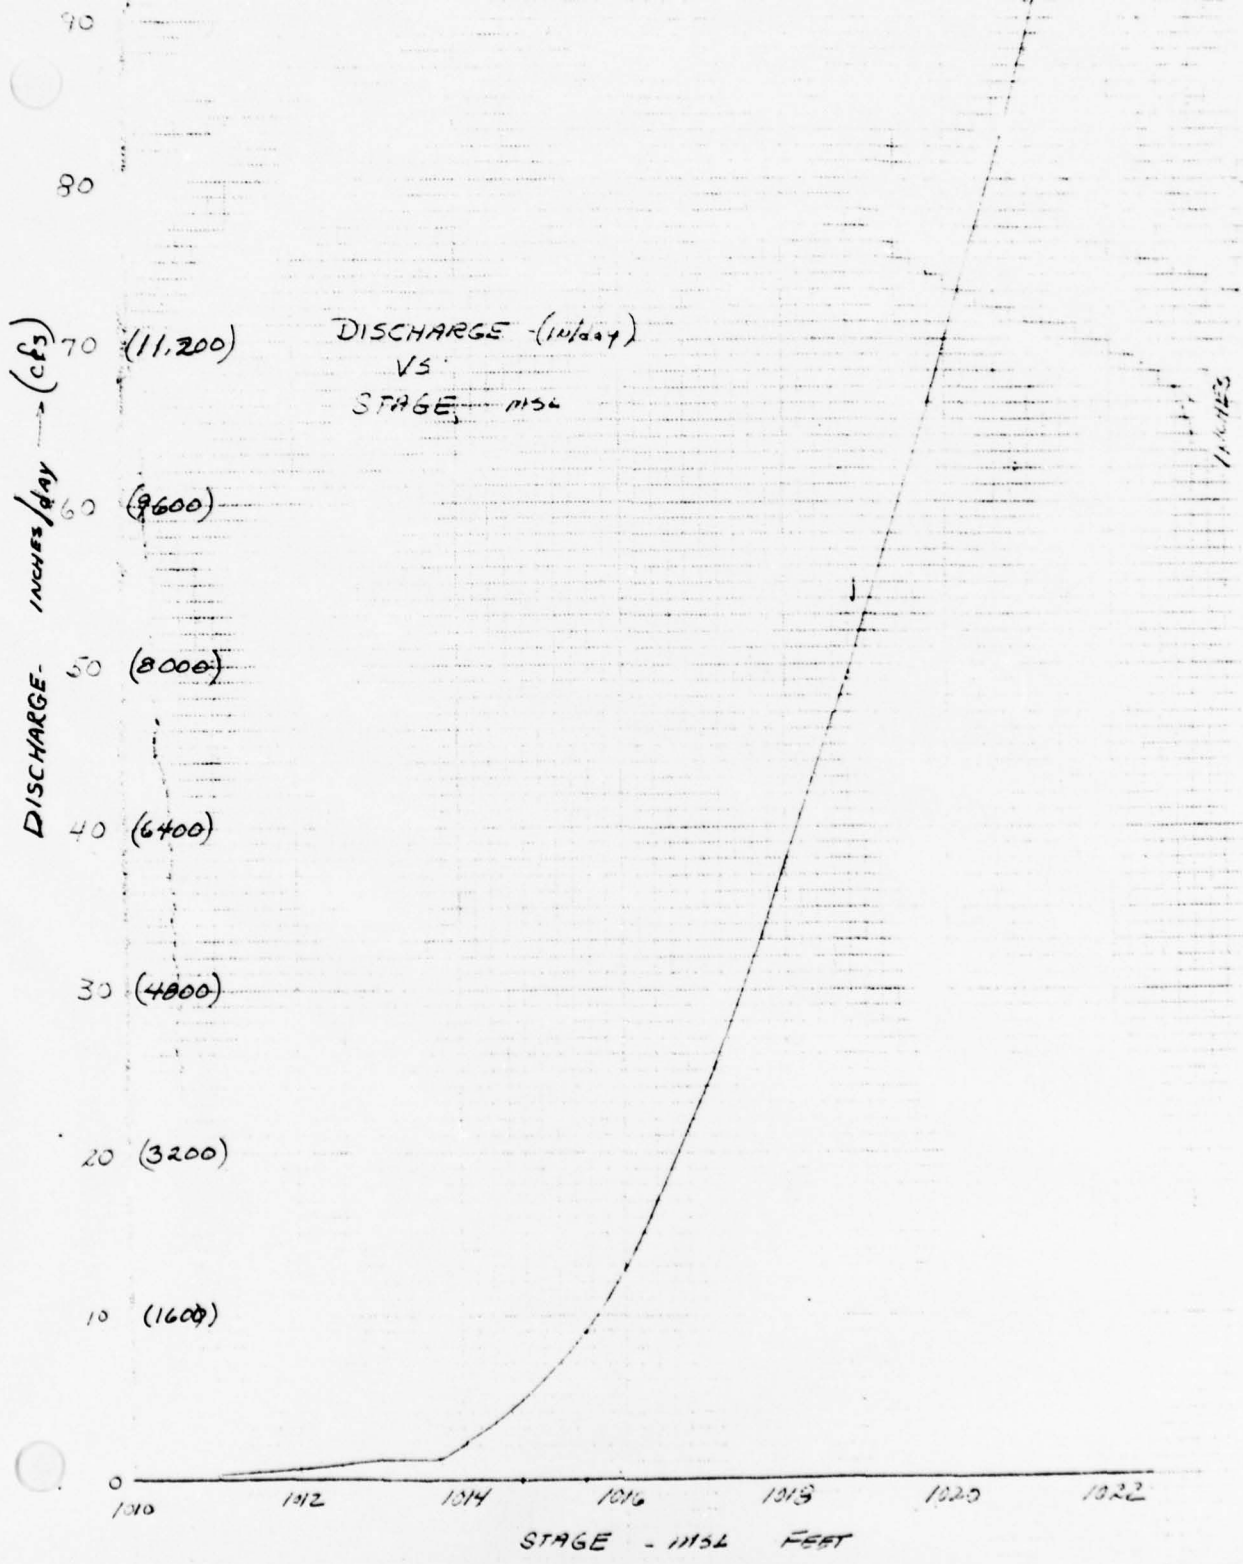 90
80
70 (11,200)
DISCHARGE - (in/day)
VS
STAGE - MSL
60 (9600)
50 (8000)
40 (6400)
30 (4800)
20 (3200)
10 (1600)
0
DISCHARGE - INCHES/DAY → (cfs)
INCHES
1010 1012 1014 1016 1018 1020 1022
STAGE - MSL FEET